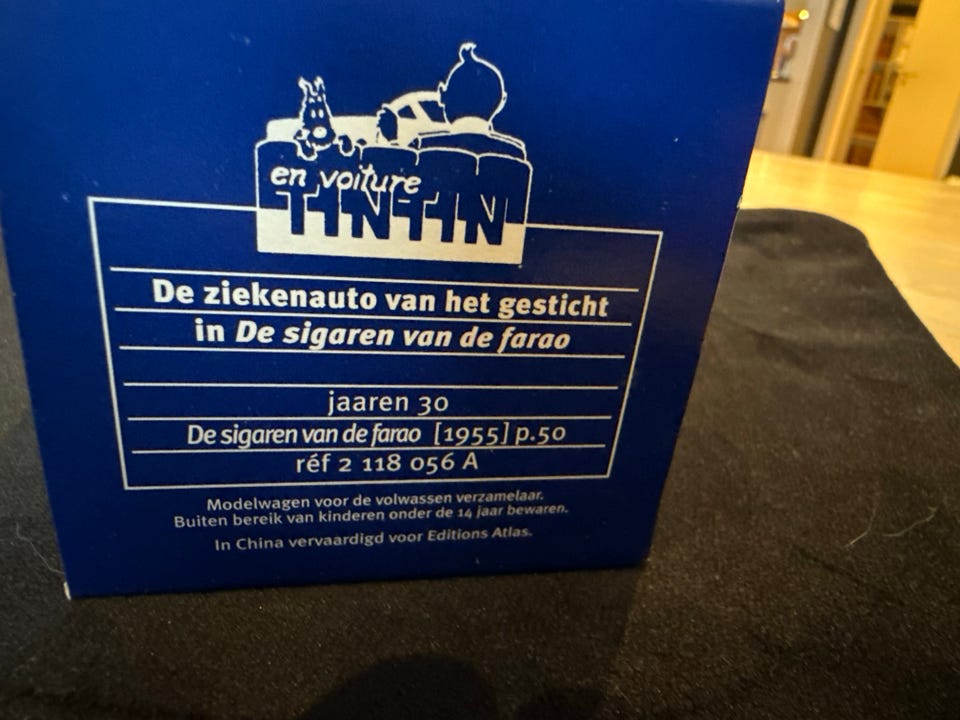 en voiture
TINTIN
De ziekenauto van het gesticht
in De sigaren van de farao
jaaren 30
De sigaren van de farao [1955] p.50
réf 2 118 056 A
Modelwagen voor de volwassen verzamelaar.
Buiten bereik van kinderen onder de 14 jaar bewaren.
In China vervaardigd voor Editions Atlas.